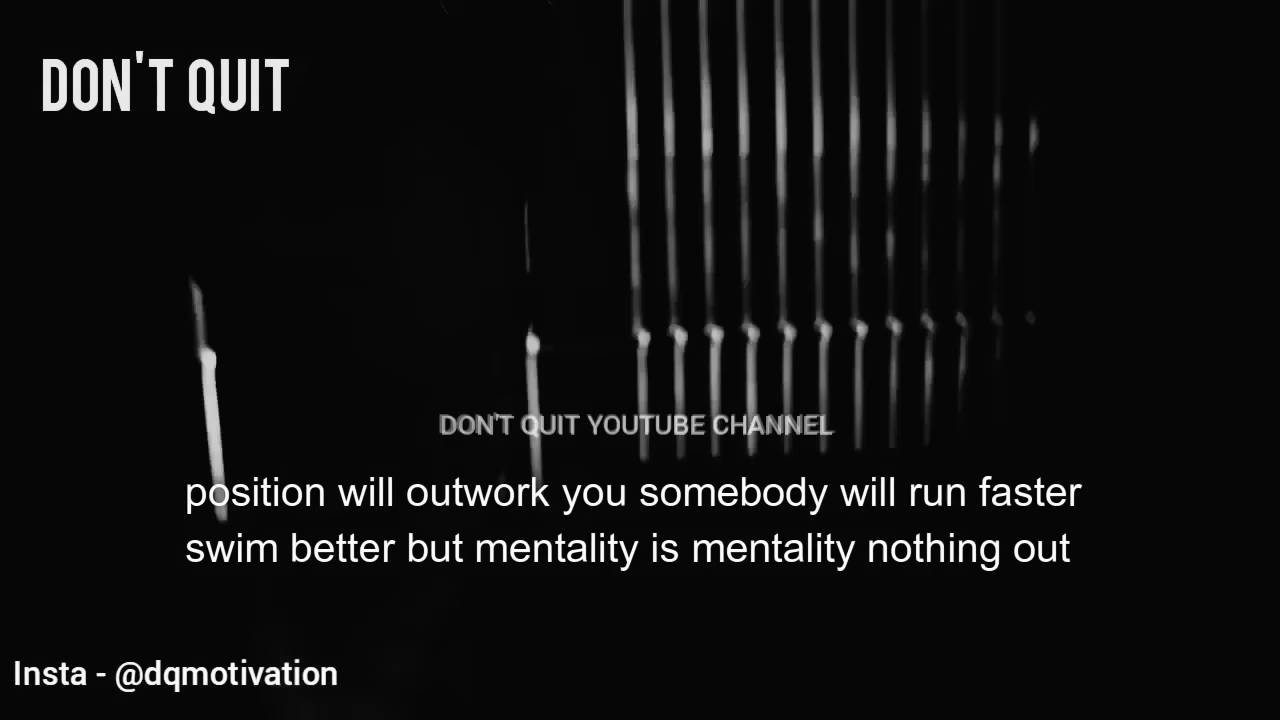 DON'T QUIT
DON'T QUIT YOUTUBE CHANNEL
position will outwork you somebody will run faster
swim better but mentality is mentality nothing out
Insta - @dqmotivation